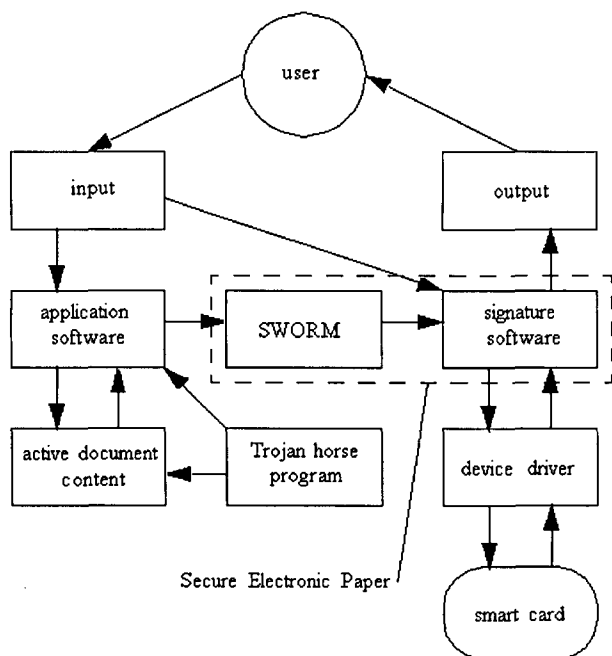 user
input
output
application
software
SWORM
signature
software
active document
content
Trojan horse
program
device driver
Secure Electronic Paper
smart card